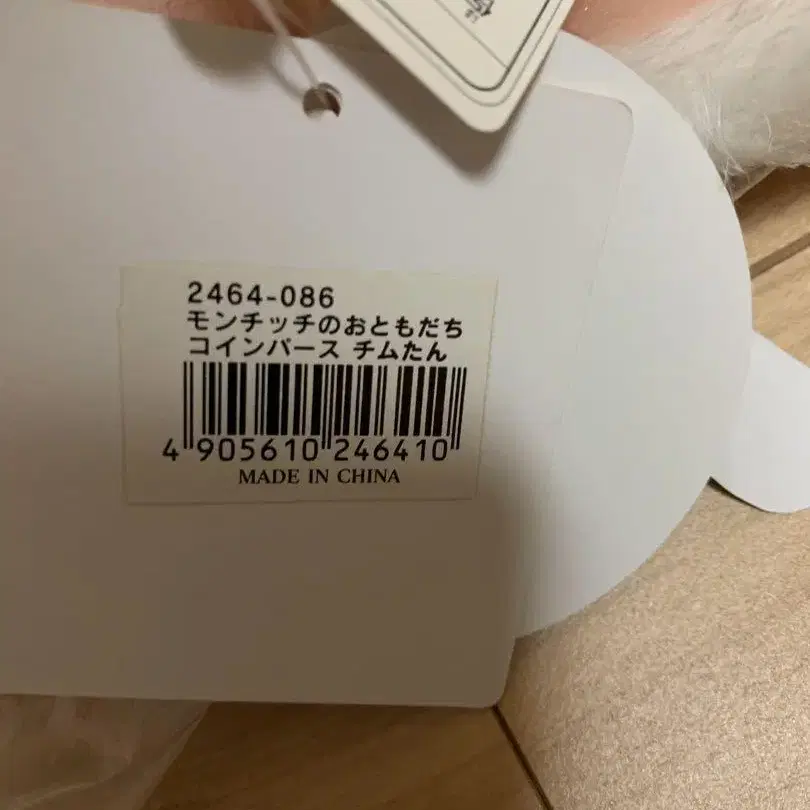 2464-086
モンチッチのおともだち
コインパース チムたん
4 905610 246410
MADE IN CHINA